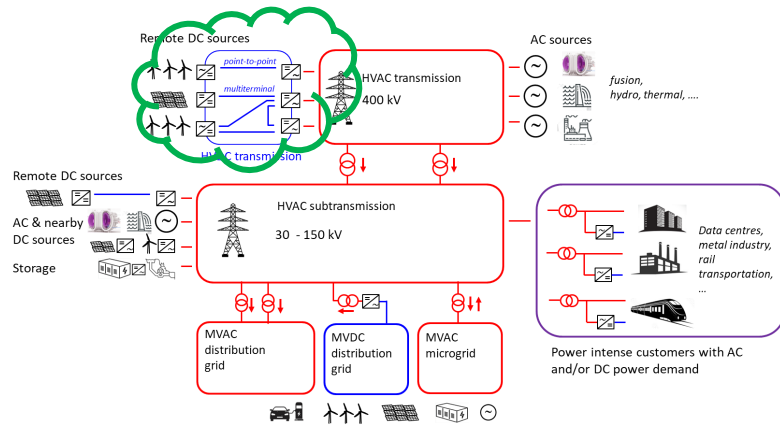 Remote DC sources
point-to-point
multiterminal
HVDC transmission
HVAC transmission
400 kV
AC sources
~
~
~
fusion,
hydro, thermal, ....
Remote DC sources
AC & nearby
DC sources
~
Storage
HVAC subtransmission
30 - 150 kV
Data centres,
metal industry,
rail
transportation,
...
Power intense customers with AC
and/or DC power demand
MVAC
distribution
grid
MVDC
distribution
grid
MVAC
microgrid
~